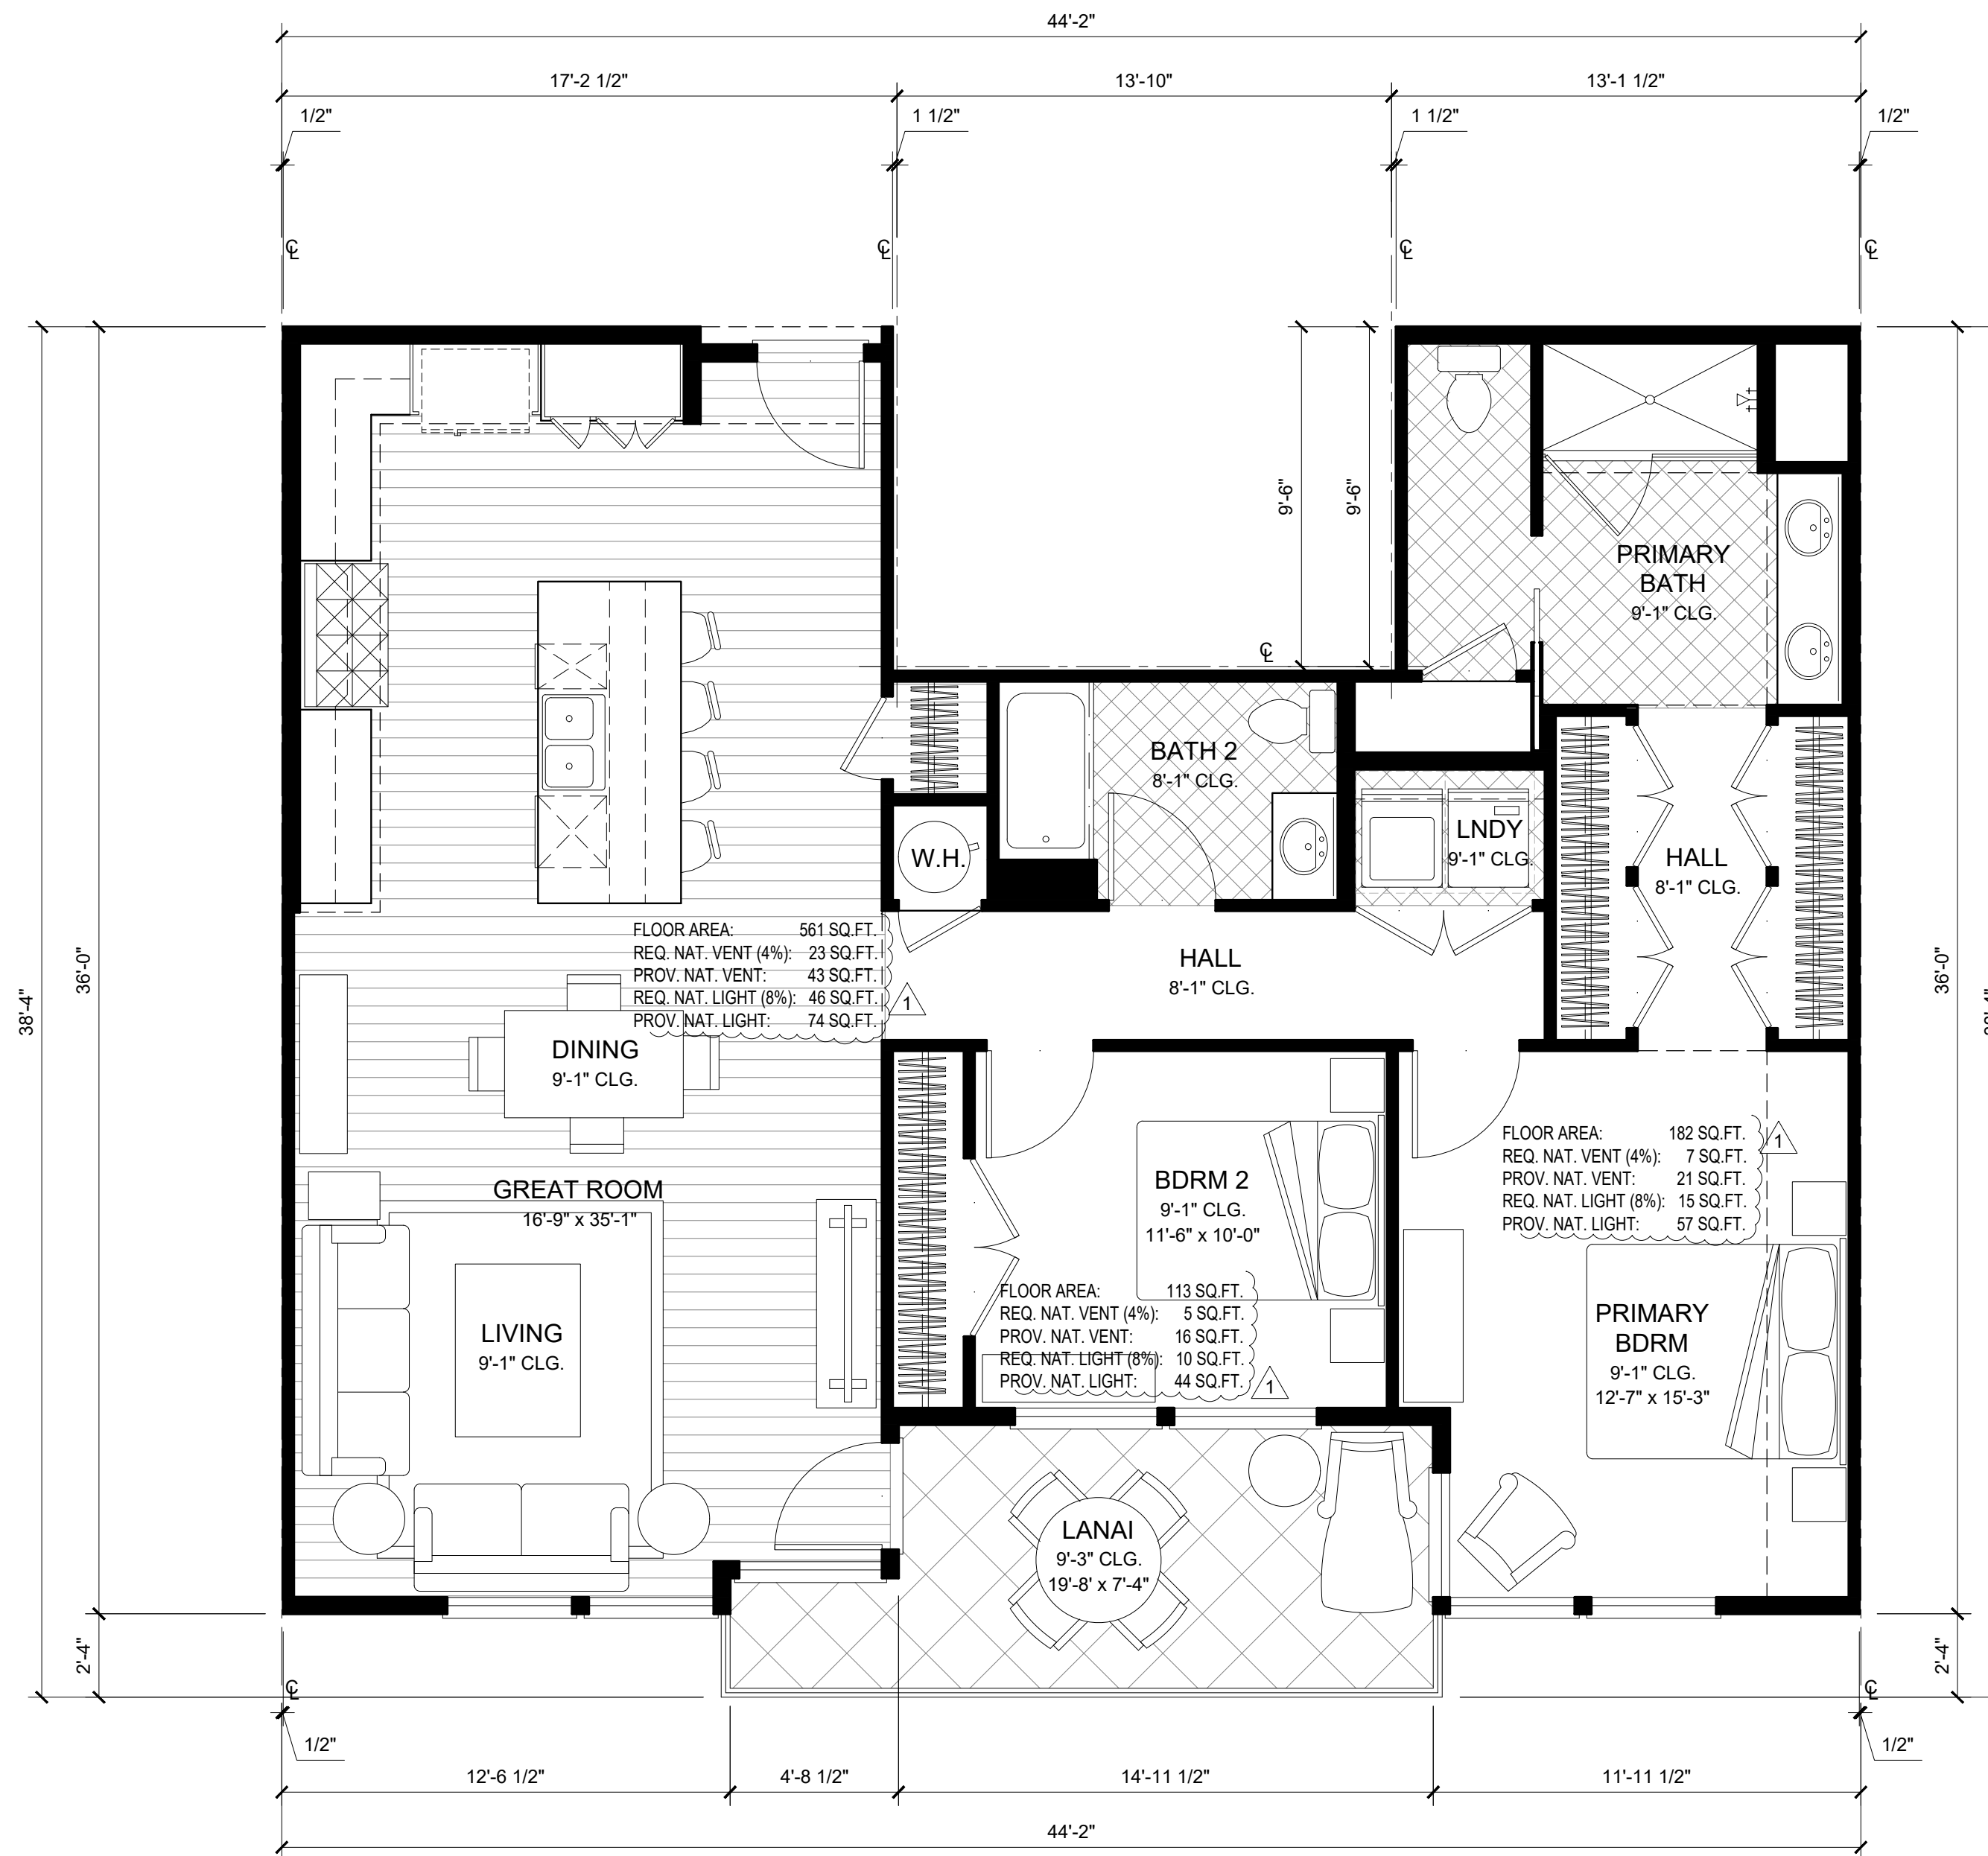 44'-2"
17'-2 1/2"
13'-10"
13'-1 1/2"
1/2"
1 1/2"
1 1/2"
1/2"
℄
℄
℄
℄
9'-6"
9'-6"
℄
PRIMARY
BATH
9'-1" CLG.
BATH 2
8'-1" CLG.
W.H.
LNDY
9'-1" CLG.
HALL
8'-1" CLG.
38'-4"
36'-0"
36'-0"
FLOOR AREA: 561 SQ.FT.
REQ. NAT. VENT (4%): 23 SQ.FT.
PROV. NAT. VENT: 43 SQ.FT.
REQ. NAT. LIGHT (8%): 46 SQ.FT.
PROV. NAT. LIGHT: 74 SQ.FT.
1
HALL
8'-1" CLG.
DINING
9'-1" CLG.
GREAT ROOM
16'-9" x 35'-1"
LIVING
9'-1" CLG.
BDRM 2
9'-1" CLG.
11'-6" x 10'-0"
FLOOR AREA: 113 SQ.FT.
REQ. NAT. VENT (4%): 5 SQ.FT.
PROV. NAT. VENT: 16 SQ.FT.
REQ. NAT. LIGHT (8%): 10 SQ.FT.
PROV. NAT. LIGHT: 44 SQ.FT.
1
FLOOR AREA: 182 SQ.FT.
REQ. NAT. VENT (4%): 7 SQ.FT.
PROV. NAT. VENT: 21 SQ.FT.
REQ. NAT. LIGHT (8%): 15 SQ.FT.
PROV. NAT. LIGHT: 57 SQ.FT.
1
PRIMARY
BDRM
9'-1" CLG.
12'-7" x 15'-3"
LANAI
9'-3" CLG.
19'-8' x 7'-4"
2'-4"
2'-4"
℄
℄
1/2"
1/2"
12'-6 1/2"
4'-8 1/2"
14'-11 1/2"
11'-11 1/2"
44'-2"